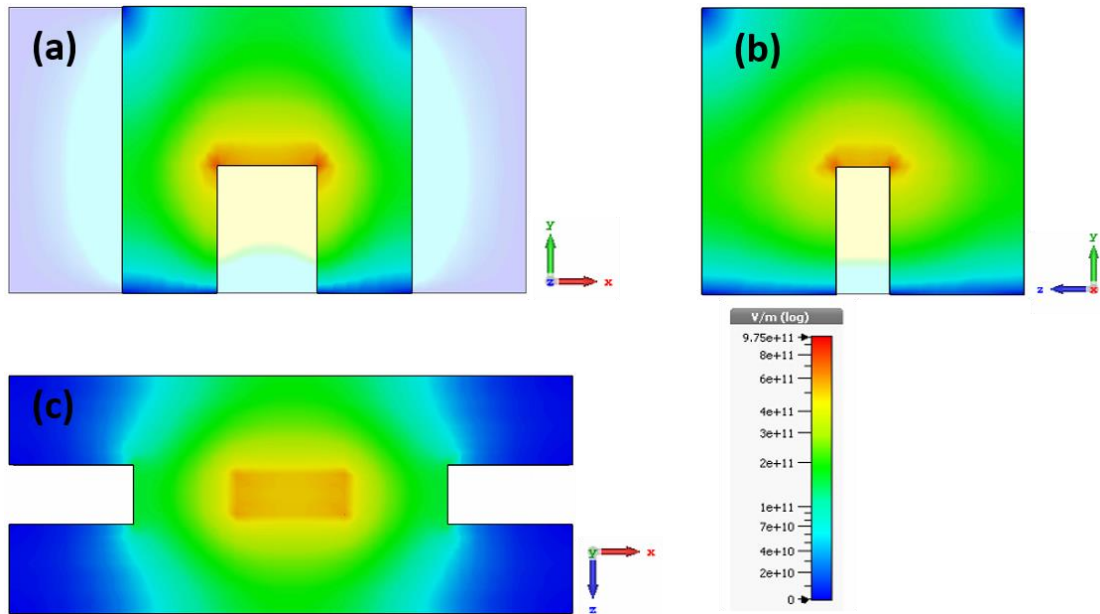 (a)
(b)
y
z x
y
z x
V/m (log)
9.75e+11
8e+11
6e+11
4e+11
3e+11
2e+11
1e+11
7e+10
4e+10
2e+10
0
(c)
y x
z